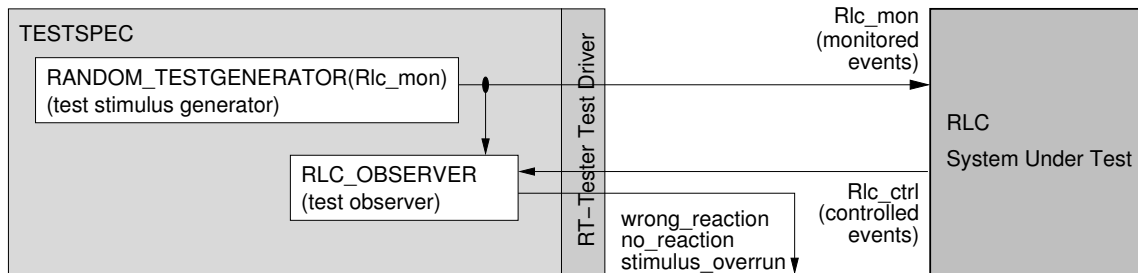 TESTSPEC
RANDOM_TESTGENERATOR(Rlc_mon)
(test stimulus generator)
RLC_OBSERVER
(test observer)
RT−Tester Test Driver
Rlc_mon
(monitored
events)
Rlc_ctrl
(controlled
events)
wrong_reaction
no_reaction
stimulus_overrun
RLC
System Under Test